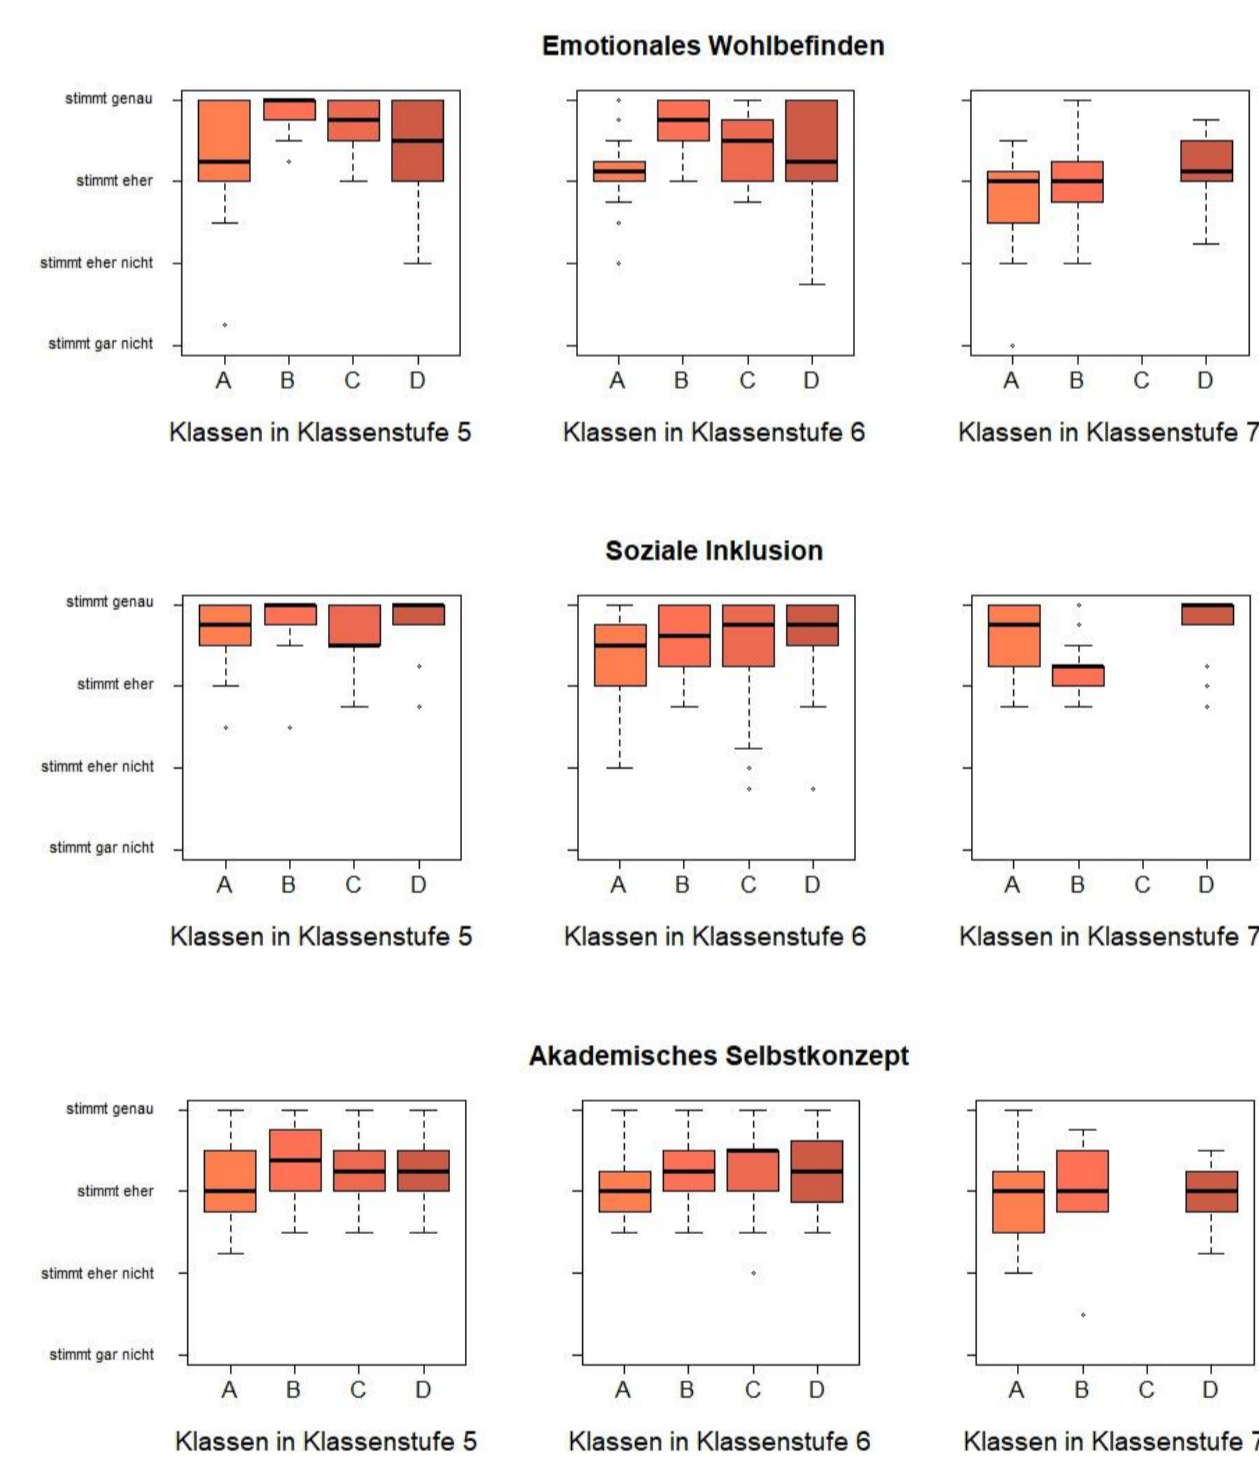 Emotionales Wohlbefinden
stimmt genau
stimmt eher
stimmt eher nicht
stimmt gar nicht
A B C D A B C D A B C D
Klassen in Klassenstufe 5 Klassen in Klassenstufe 6 Klassen in Klassenstufe 7
Soziale Inklusion
stimmt genau
stimmt eher
stimmt eher nicht
stimmt gar nicht
A B C D A B C D A B C D
Klassen in Klassenstufe 5 Klassen in Klassenstufe 6 Klassen in Klassenstufe 7
Akademisches Selbstkonzept
stimmt genau
stimmt eher
stimmt eher nicht
stimmt gar nicht
A B C D A B C D A B C D
Klassen in Klassenstufe 5 Klassen in Klassenstufe 6 Klassen in Klassenstufe 7